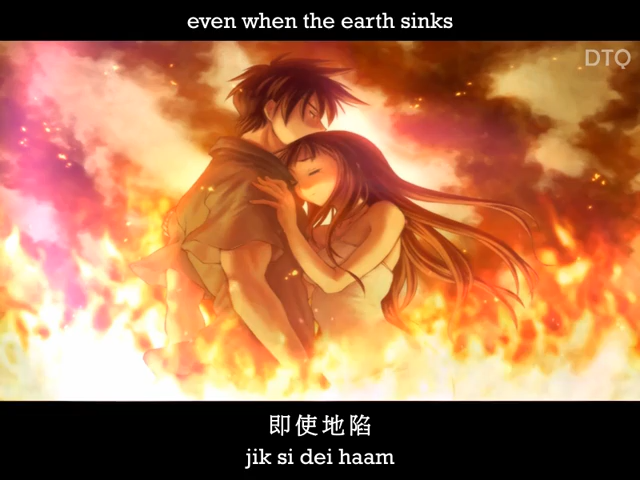 even when the earth sinks
DTQ
即使地陷
jik si dei haam